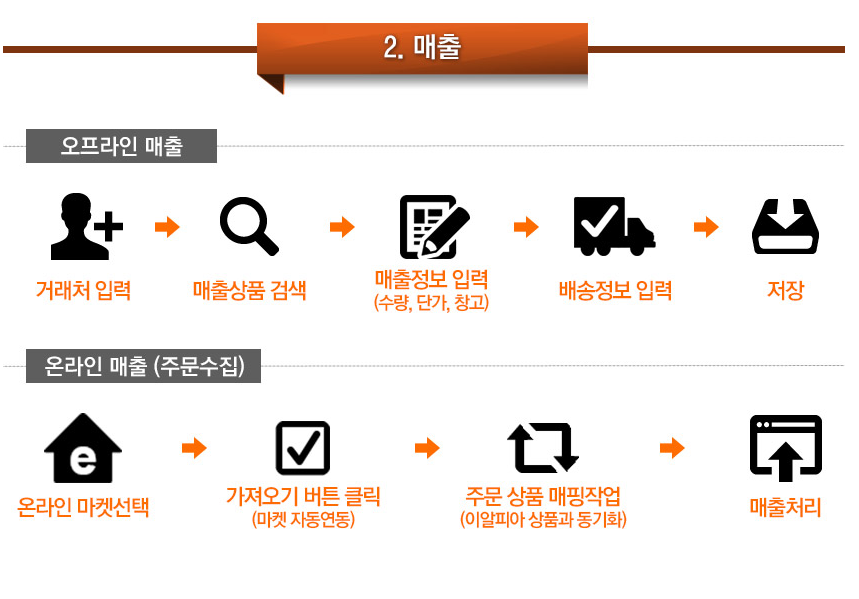 2. 매출
오프라인 매출
거래처 입력
매출상품 검색
매출정보 입력
(수량, 단가, 창고)
배송정보 입력
저장
온라인 매출 (주문수집)
e
온라인 마켓선택
가져오기 버튼 클릭
(마켓 자동연동)
주문 상품 매핑작업
(이알피아 상품과 동기화)
매출처리